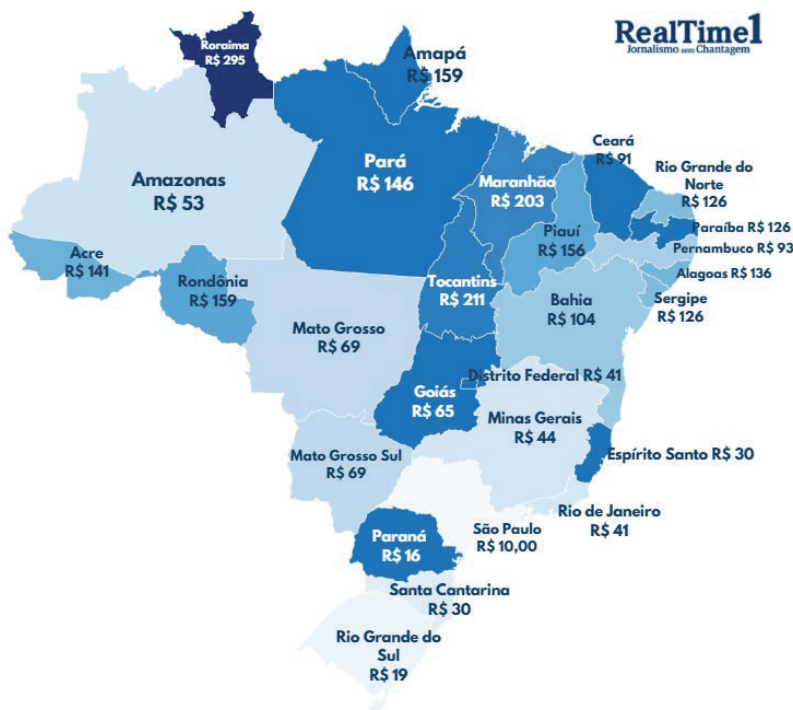 RealTime1
Jornalismo sem Chantagem
Roraima
R$ 295
Amapá
R$ 159
Pará
R$ 146
Amazonas
R$ 53
Maranhão
R$ 203
Ceará
R$ 91
Rio Grande do
Norte
R$ 126
Paraíba R$ 126
Pernambuco R$ 93
Alagoas R$ 136
Sergipe
R$ 126
Piauí
R$ 156
Acre
R$ 141
Rondônia
R$ 159
Tocantins
R$ 211
Bahia
R$ 104
Mato Grosso
R$ 69
Distrito Federal R$ 41
Goiás
R$ 65
Minas Gerais
R$ 44
Espírito Santo R$ 30
Mato Grosso Sul
R$ 69
Rio de Janeiro
R$ 41
São Paulo
R$ 10,00
Paraná
R$ 16
Santa Cantarina
R$ 30
Rio Grande do
Sul
R$ 19